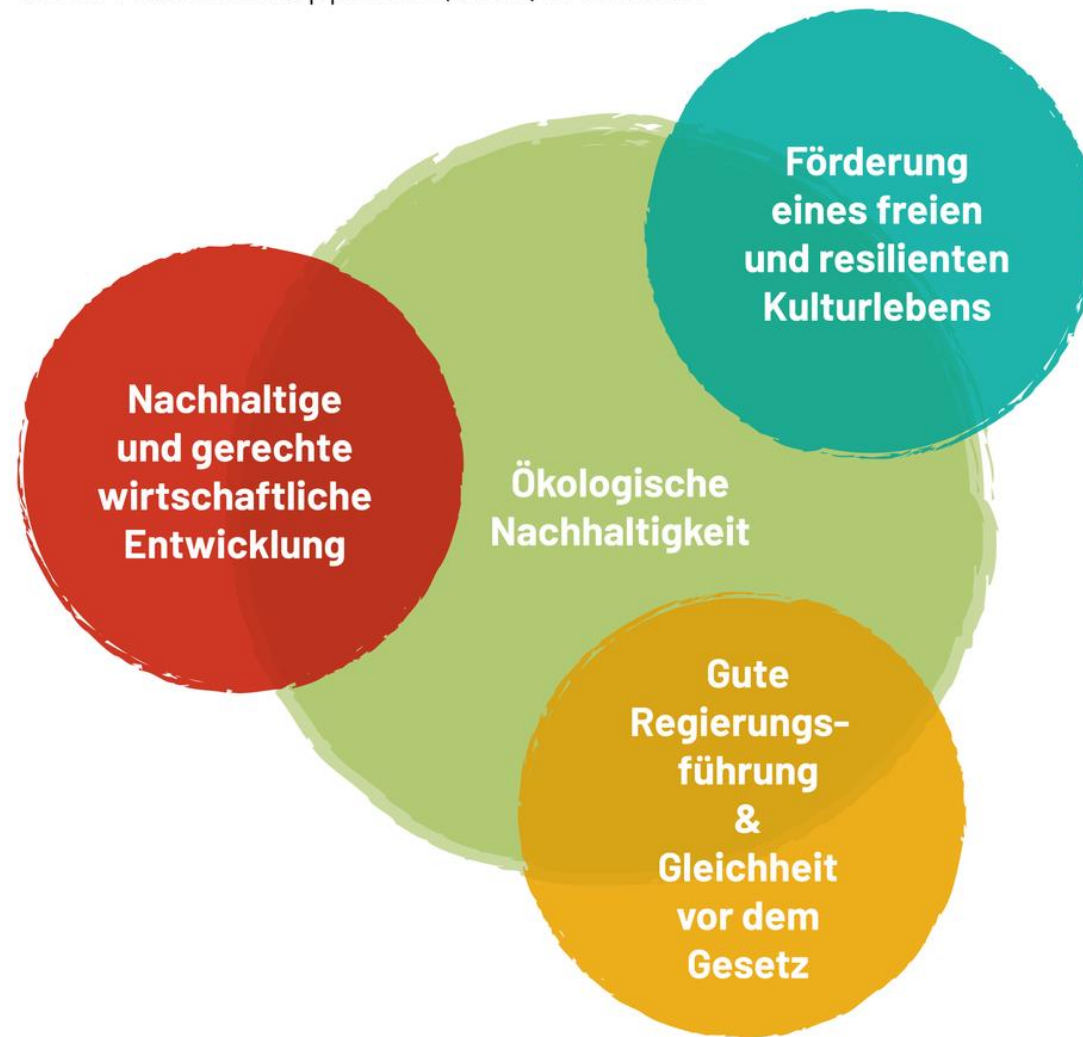 Förderung
eines freien
und resilienten
Kulturlebens
Nachhaltige
und gerechte
wirtschaftliche
Entwicklung
Ökologische
Nachhaltigkeit
Gute
Regierungs-
führung
&
Gleichheit
vor dem
Gesetz